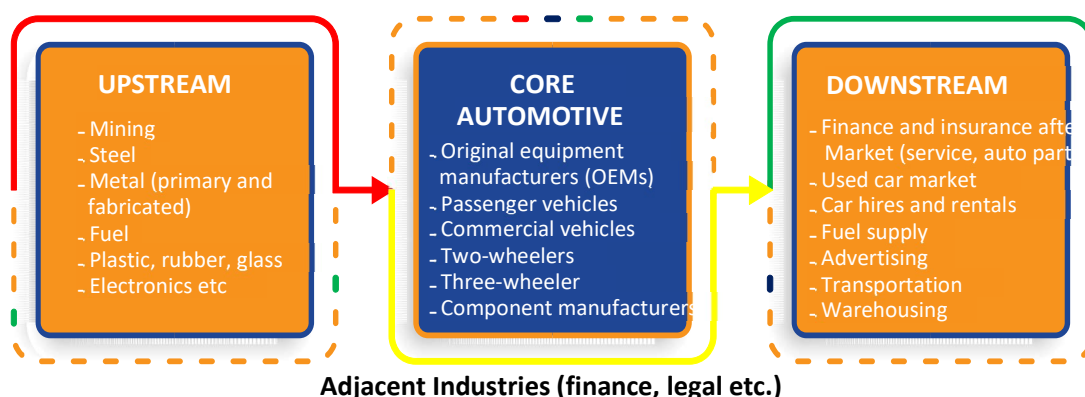 UPSTREAM
- Mining
- Steel
- Metal (primary and
fabricated)
- Fuel
- Plastic, rubber, glass
- Electronics etc
CORE
AUTOMOTIVE
- Original equipment
manufacturers (OEMs)
- Passenger vehicles
- Commercial vehicles
- Two-wheelers
- Three-wheeler
- Component manufacturers
DOWNSTREAM
- Finance and insurance afte
Market (service, auto part
- Used car market
- Car hires and rentals
- Fuel supply
- Advertising
- Transportation
- Warehousing
Adjacent Industries (finance, legal etc.)